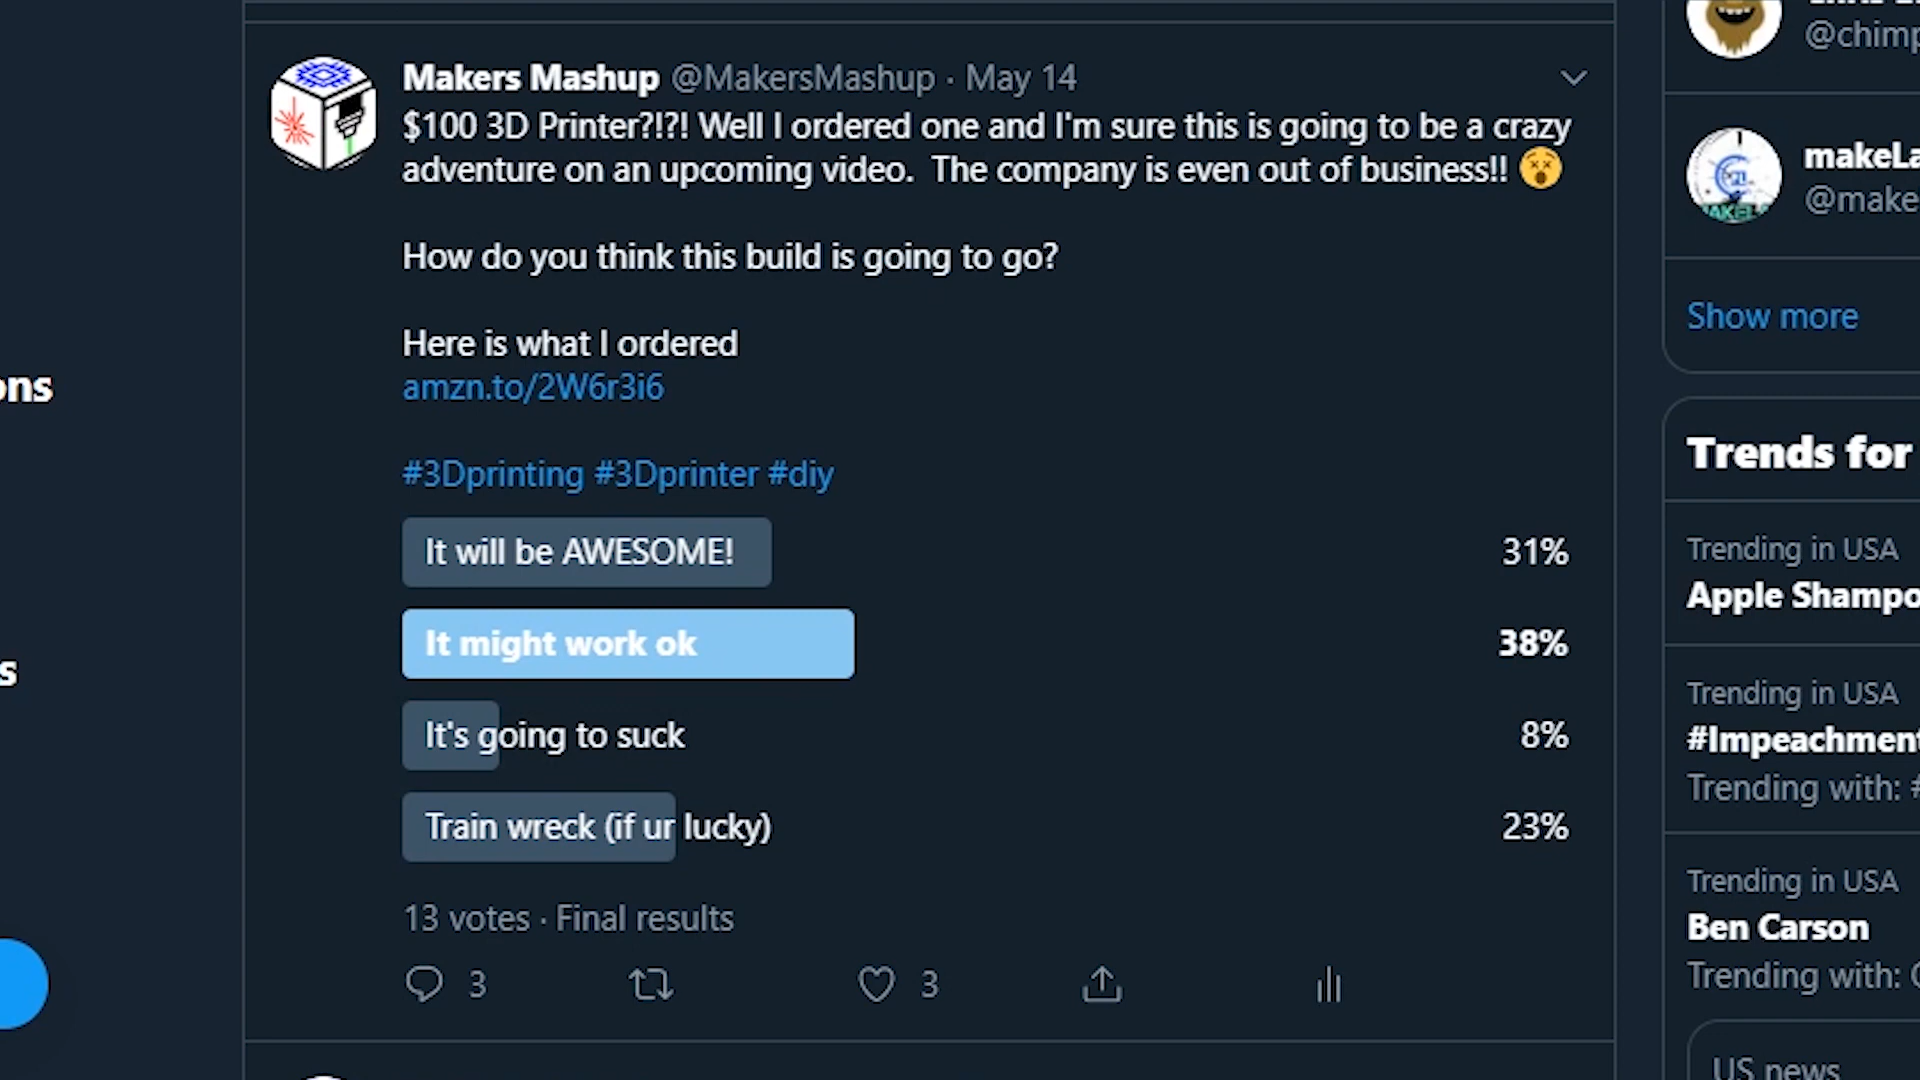 Makers Mashup @MakersMashup · May 14
$100 3D Printer?!?! Well I ordered one and I'm sure this is going to be a crazy
adventure on an upcoming video.  The company is even out of business!! 😵
How do you think this build is going to go?
Here is what I ordered
amzn.to/2W6r3i6
#3Dprinting #3Dprinter #diy
It will be AWESOME! 31%
It might work ok 38%
It's going to suck 8%
Train wreck (if ur lucky) 23%
13 votes · Final results
3 3
ons
s
@chimp
makeLa
@make
Show more
Trends for
Trending in USA
Apple Shampo
Trending in USA
#Impeachment
Trending with: #
Trending in USA
Ben Carson
Trending with:
US news